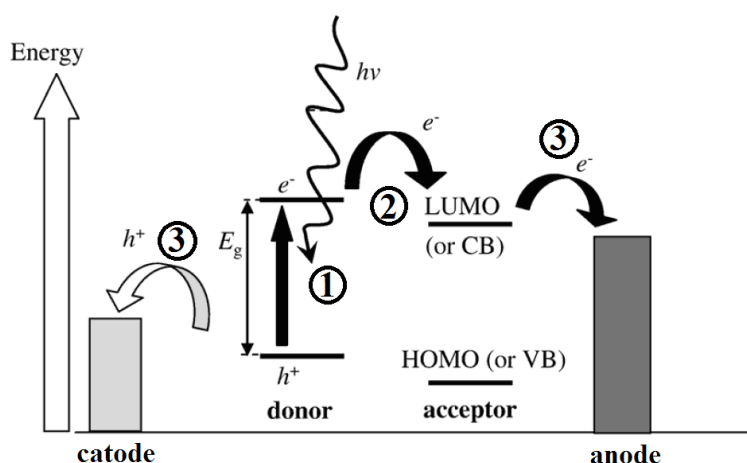 Energy
hν
e⁻
③
e⁻
e⁻
②
LUMO
(or CB)
h⁺
③
E_g
①
HOMO (or VB)
h⁺
donor
acceptor
catode
anode